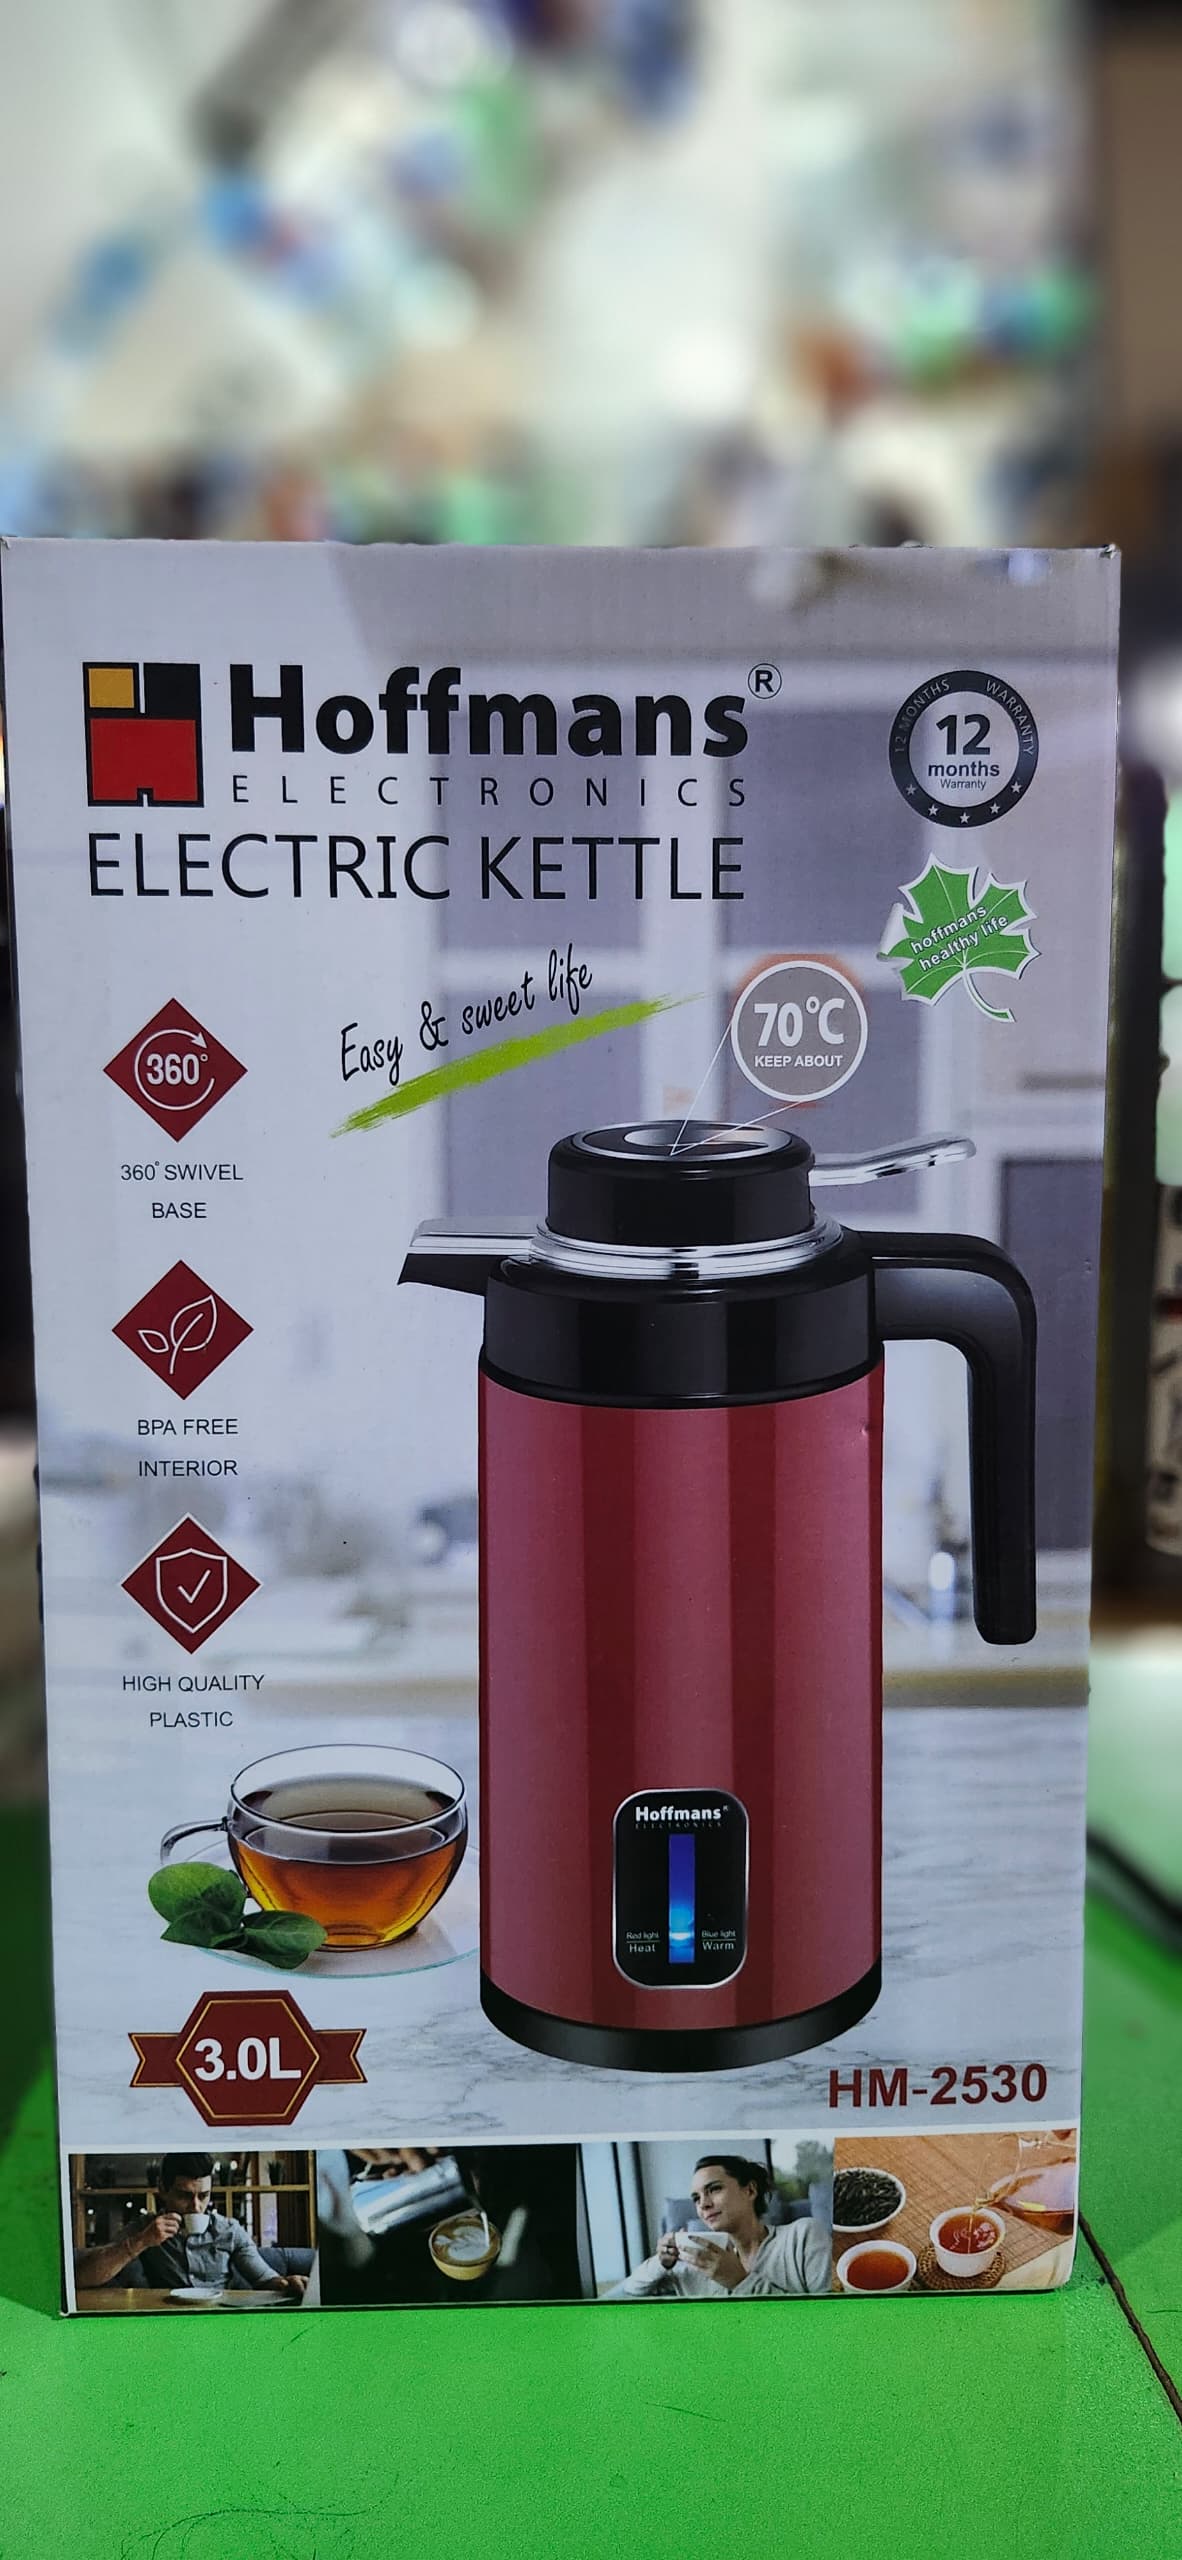 Hoffmans®
ELECTRONICS
ELECTRIC KETTLE
12 MONTHS WARRANTY
12
months
Warranty
hoffmans
healthy life
Easy & sweet life
70°C
KEEP ABOUT
360°
360° SWIVEL
BASE
BPA FREE
INTERIOR
HIGH QUALITY
PLASTIC
Hoffmans®
ELECTRONICS
Red light
Heat
Blue light
Warm
3.0L
HM-2530